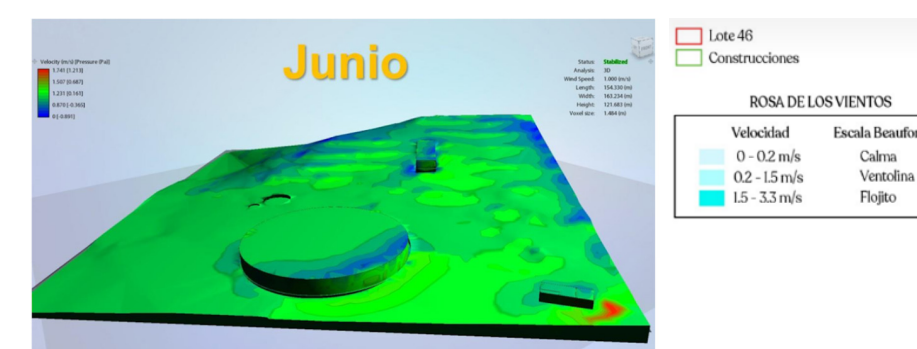 Junio
Velocity (m/s) [Pressure (Pa)]
1.741 [1.213]
1.507 [0.687]
1.231 [0.141]
0.870 [-0.365]
0 [-0.891]
Status: Stabilized
Analysis: 3D
Wind Speed: 1.000 (m/s)
Length: 154.330 (m)
Width: 163.234 (m)
Height: 121.683 (m)
Voxel size: 1.484 (m)
Lote 46
Construcciones
ROSA DE LOS VIENTOS
Velocidad Escala Beaufor
0 - 0.2 m/s Calma
0.2 - 1.5 m/s Ventolina
1.5 - 3.3 m/s Flojito